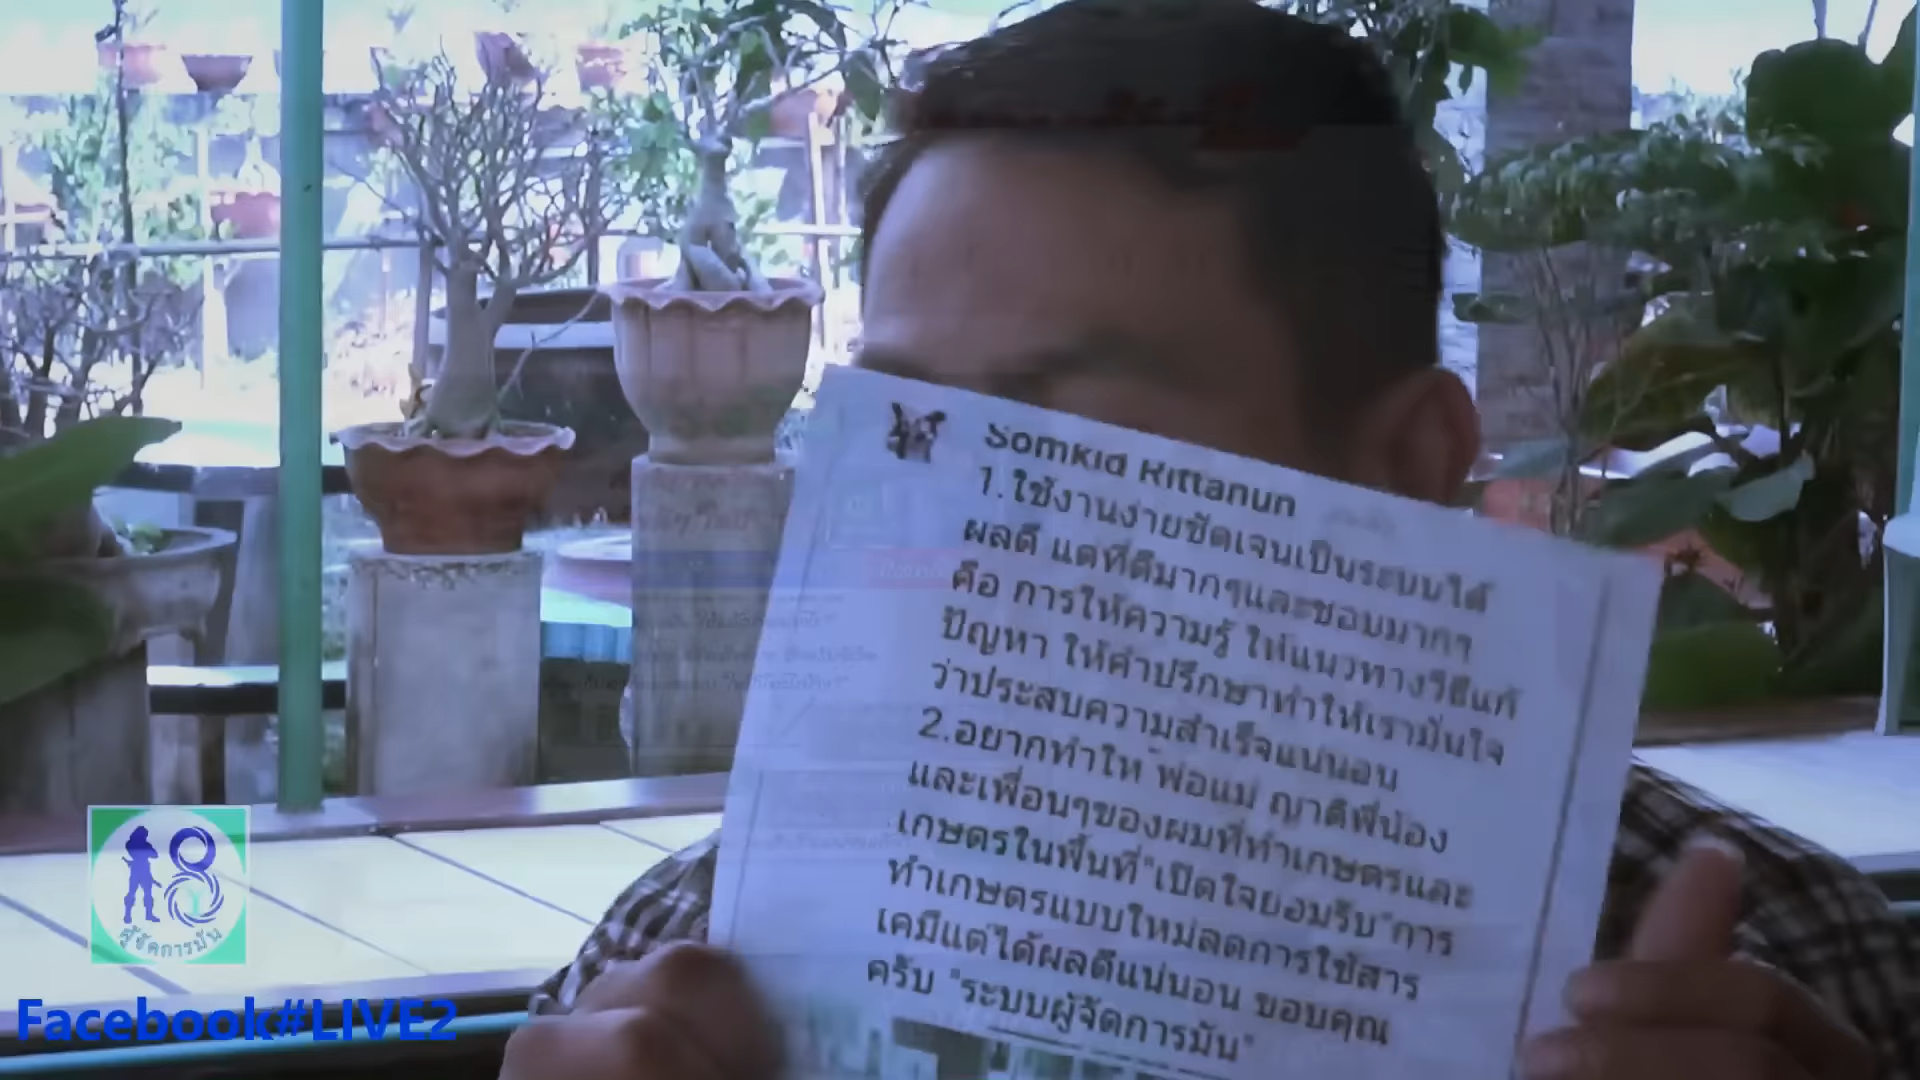 Somkid Rittanun
1.ใช้งานง่ายชัดเจนเป็นระบบได้
ผลดี แต่ที่ดีมากๆและชอบมากๆ
คือ การให้ความรู้ ให้แนวทางวิธีแก้
ปัญหา ให้คำปรึกษาทำให้เรามั่นใจ
ว่าประสบความสำเร็จแน่นอน
2.อยากทำให้ พ่อแม่ ญาติพี่น้อง
และเพื่อนๆของผมที่ทำเกษตรและ
เกษตรในพื้นที่"เปิดใจยอมรับ"การ
ทำเกษตรแบบใหม่ลดการใช้สาร
เคมีแต่ได้ผลดีแน่นอน ขอบคุณ
ครับ "ระบบผู้จัดการมัน"
ผู้จัดการมัน
Facebook#LIVE2